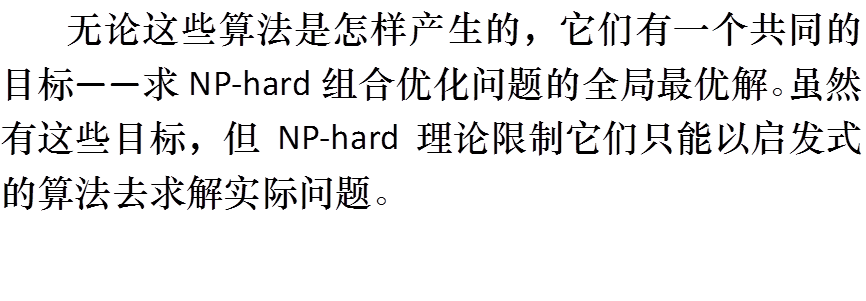 无论这些算法是怎样产生的，它们有一个共同的
目标——求 NP-hard 组合优化问题的全局最优解。虽然
有这些目标，但 NP-hard 理论限制它们只能以启发式
的算法去求解实际问题。